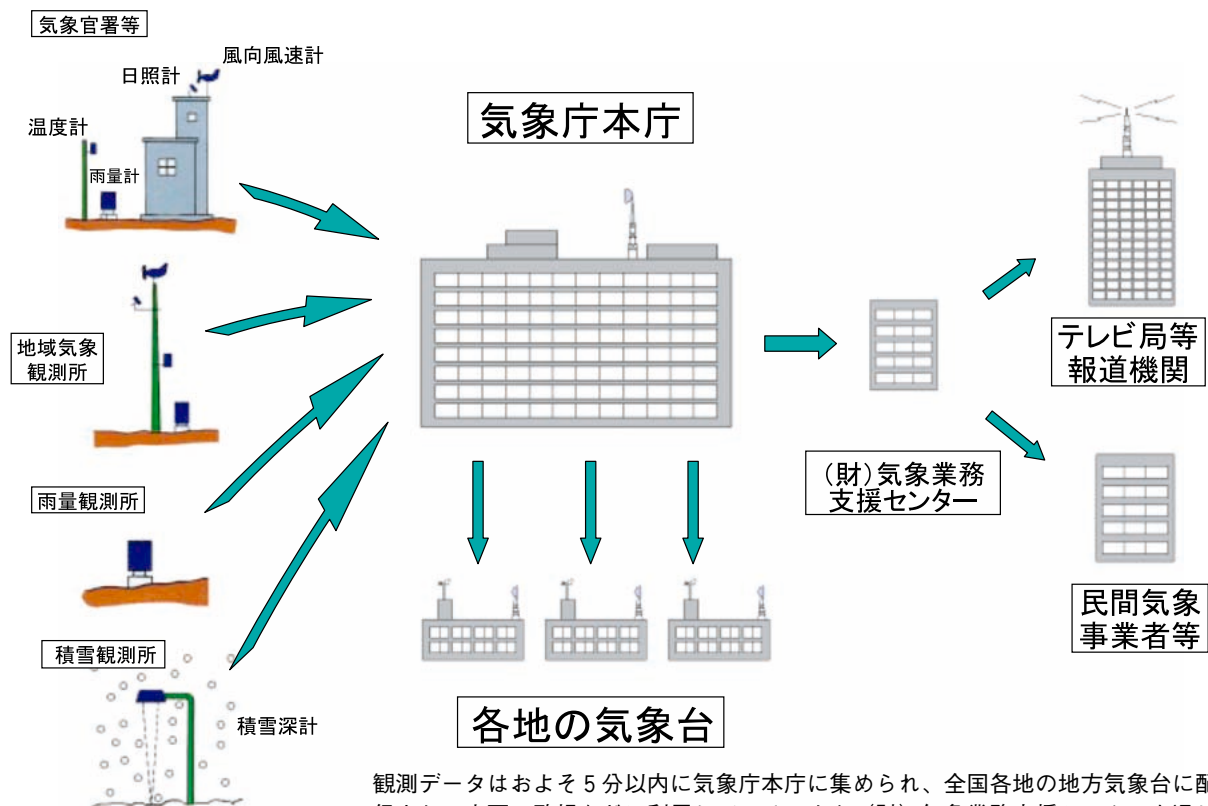 気象官署等
風向風速計
日照計
温度計
雨量計
気象庁本庁
地域気象
観測所
テレビ局等
報道機関
(財)気象業務
支援センター
雨量観測所
民間気象
事業者等
積雪観測所
積雪深計
各地の気象台
観測データはおよそ5分以内に気象庁本庁に集められ、全国各地の地方気象台に配